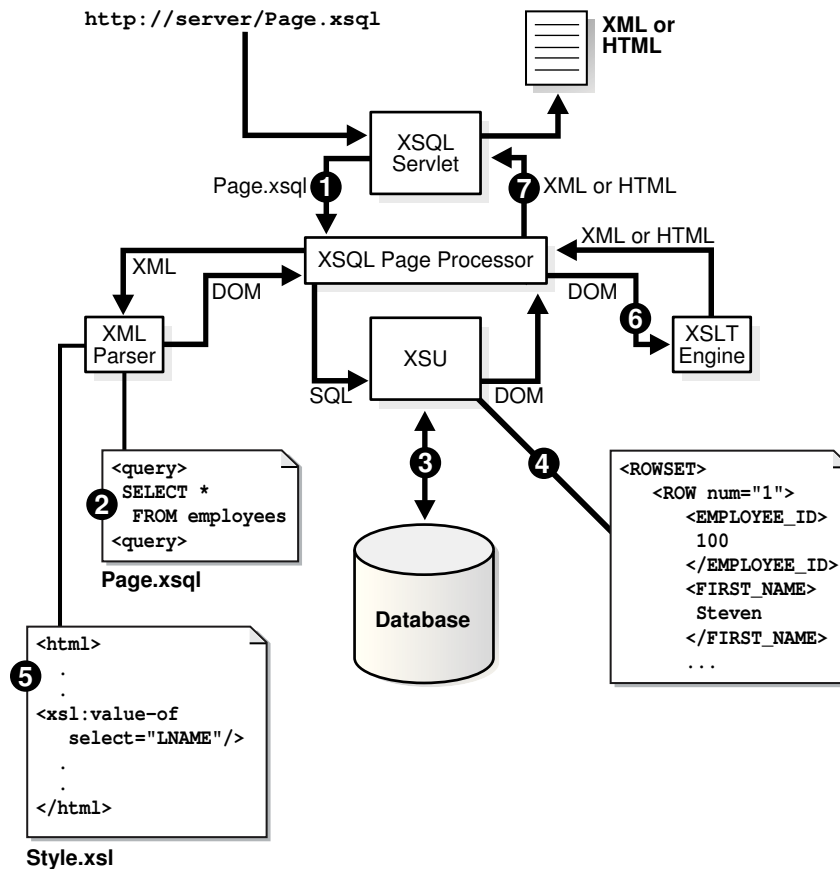 http://server/Page.xsql
XML or
HTML
XSQL
Servlet
Page.xsql
1
7
XML or HTML
XSQL Page Processor
XML or HTML
XML
DOM
DOM
6
XML
Parser
XSU
XSLT
Engine
SQL
DOM
3
4
2
<query>
SELECT *
FROM employees
<query>
Page.xsql
Database
<ROWSET>
<ROW num="1">
<EMPLOYEE_ID>
100
</EMPLOYEE_ID>
<FIRST_NAME>
Steven
</FIRST_NAME>
...
5
<html>
.
.
<xsl:value-of
select="LNAME"/>
.
.
</html>
Style.xsl